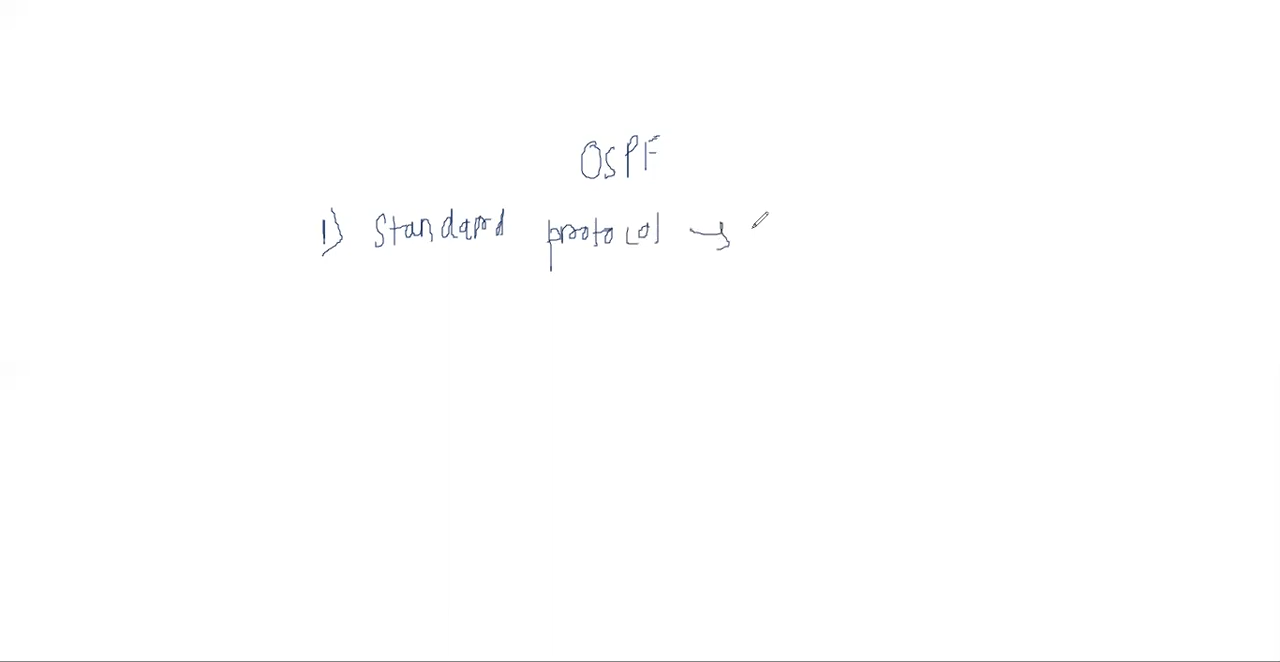 OSPF
1) Standard protocol →